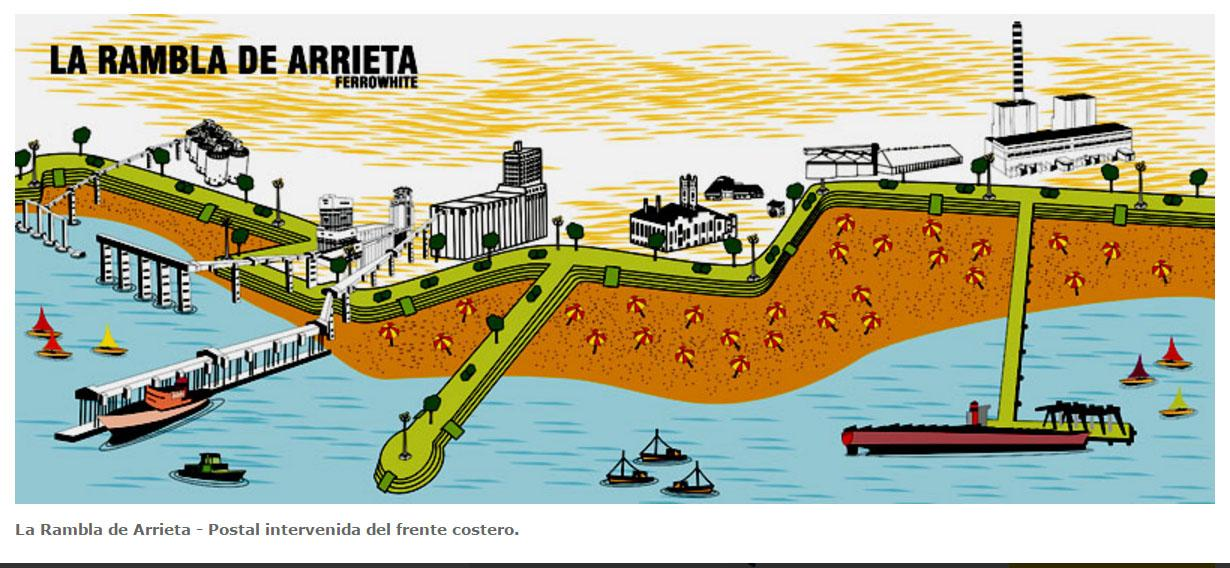 LA RAMBLA DE ARRIETA
FERROWHITE
La Rambla de Arrieta - Postal intervenida del frente costero.